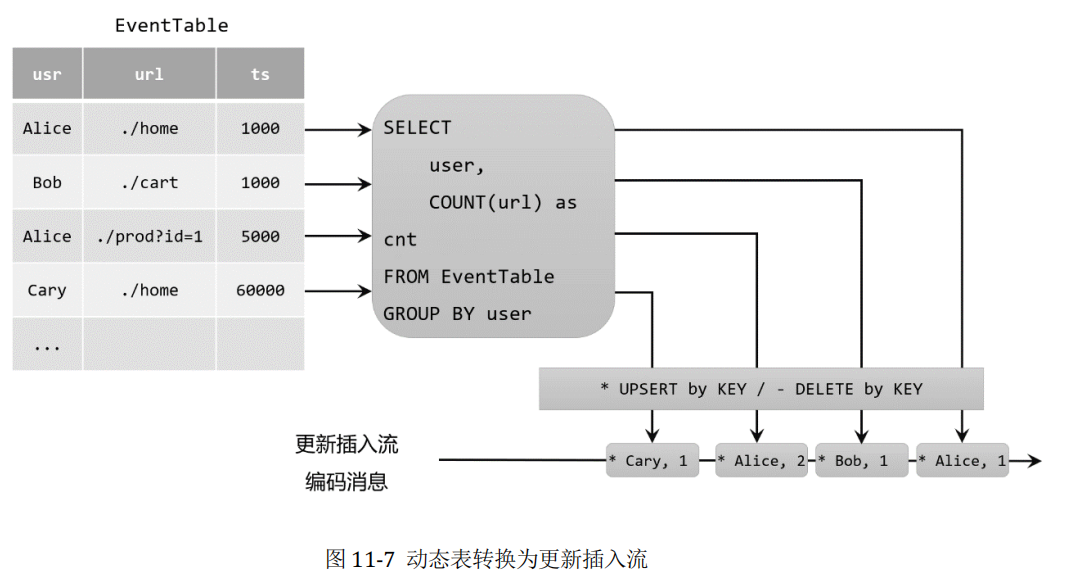 EventTable
usr url ts
Alice ./home 1000
Bob ./cart 1000
Alice ./prod?id=1 5000
Cary ./home 60000
...
SELECT
user,
COUNT(url) as
cnt
FROM EventTable
GROUP BY user
* UPSERT by KEY / - DELETE by KEY
更新插入流
编码消息
* Cary, 1 * Alice, 2 * Bob, 1 * Alice, 1
图 11-7 动态表转换为更新插入流